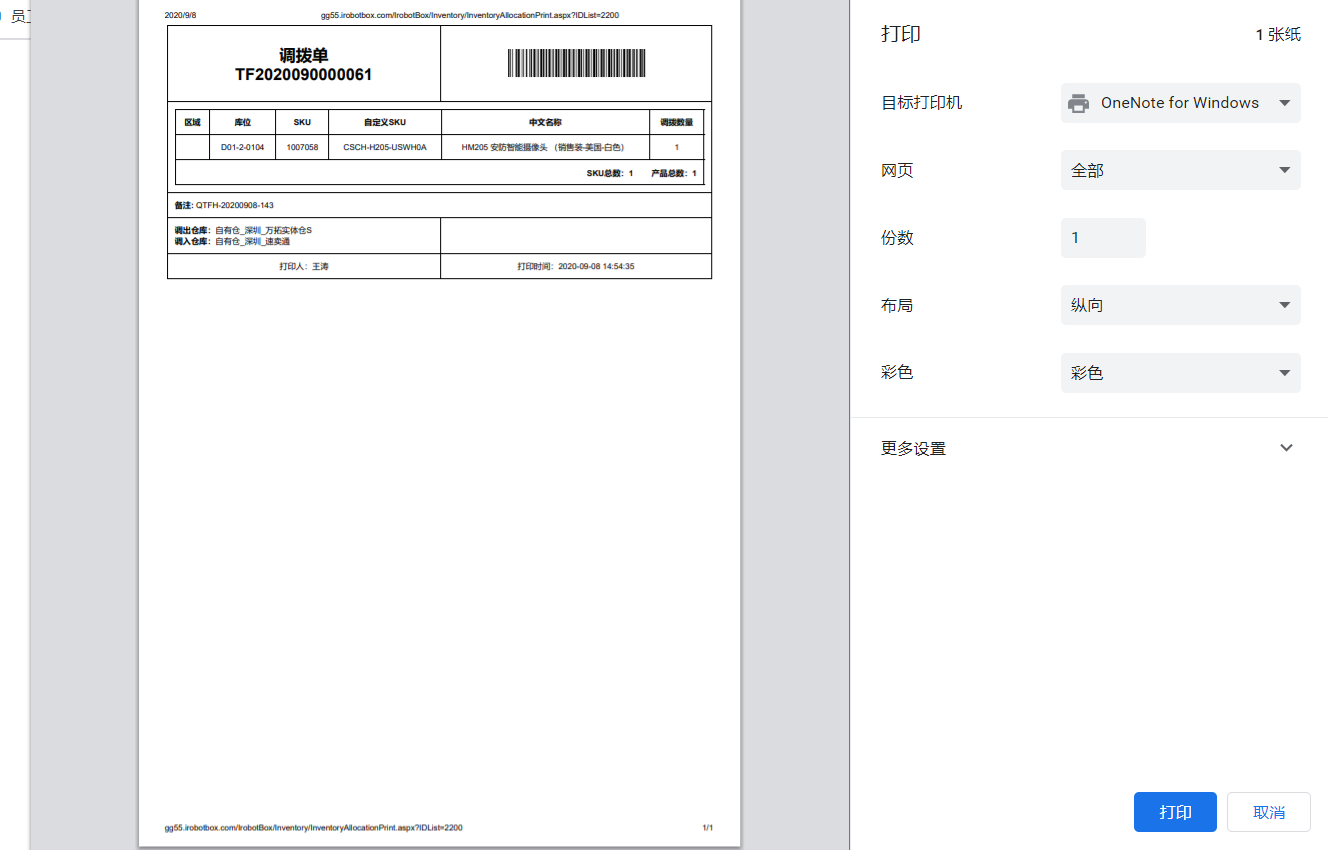 员工
2020/9/8 gg55.irobotbox.com/IrobotBox/Inventory/InventoryAllocationPrint.aspx?IDList=2200
调拨单
TF2020090000061
区域 库位 SKU 自定义SKU 中文名称 调拨数量
D01-2-0104 1007058 CSCH-H205-USWH0A HM205 安防智能摄像头 （销售装-美国-白色） 1
SKU总数：1 产品总数：1
备注: QTFH-20200908-143
调出仓库：自有仓_深圳_万拓实体仓S
调入仓库：自有仓_深圳_速卖通
打印人：王涛 打印时间：2020-09-08 14:54:35
gg55.irobotbox.com/IrobotBox/Inventory/InventoryAllocationPrint.aspx?IDList=2200 1/1
打印 1 张纸
目标打印机 OneNote for Windows
网页 全部
份数 1
布局 纵向
彩色 彩色
更多设置
打印 取消